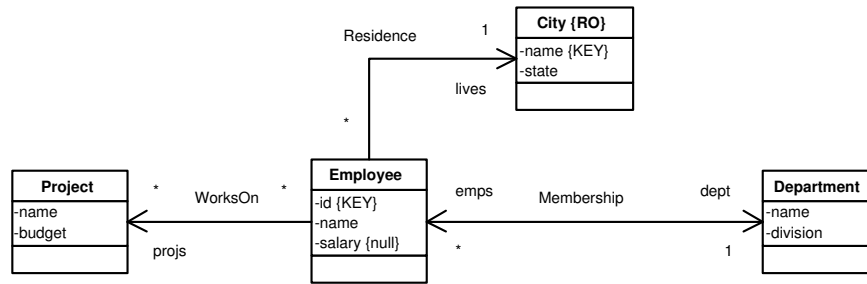 City {RO}
-name {KEY}
-state
Residence
1
lives
*
Project
-name
-budget
*
WorksOn
*
projs
Employee
-id {KEY}
-name
-salary {null}
emps
Membership
dept
*
1
Department
-name
-division